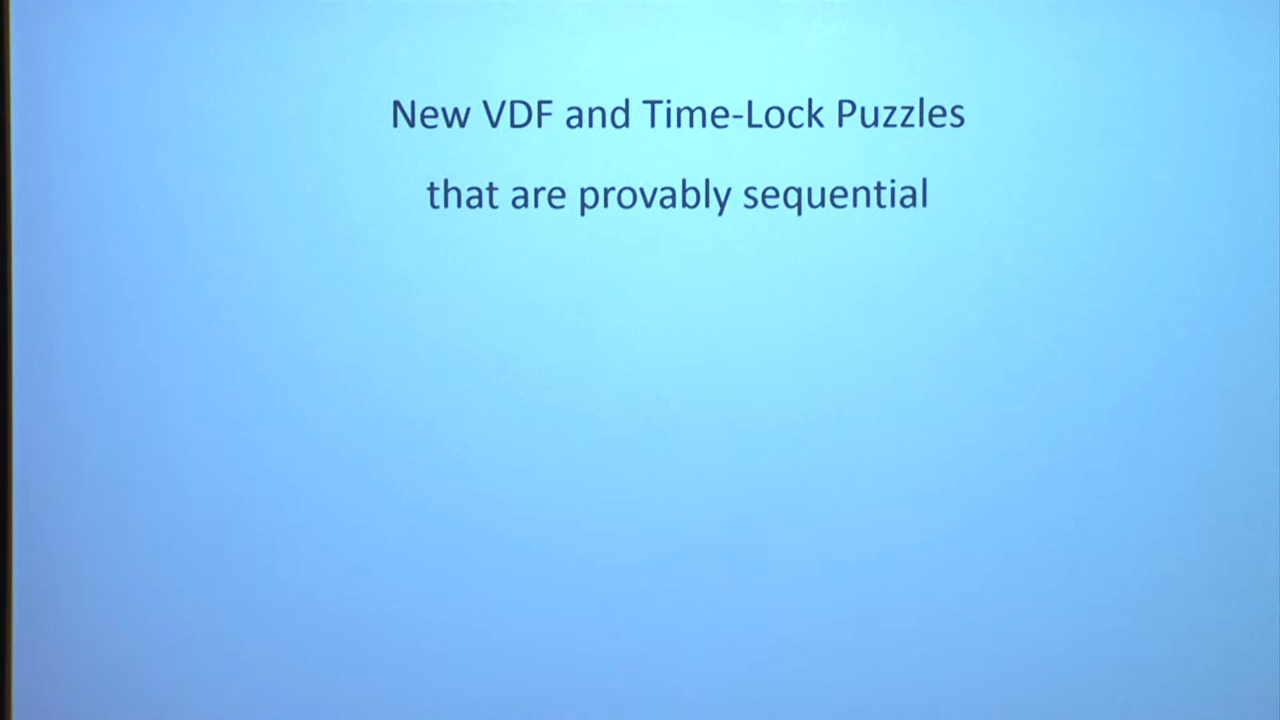 New VDF and Time-Lock Puzzles
that are provably sequential